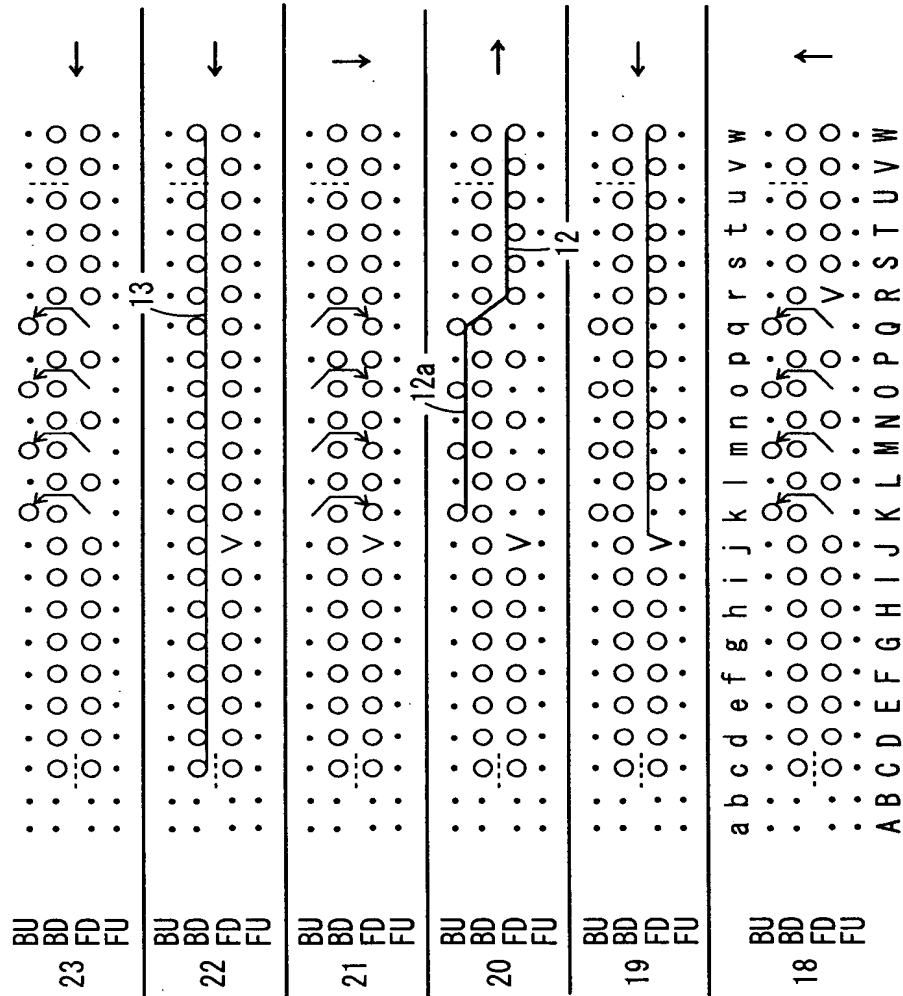 BU
BD
FD
FU
23
13
BU
BD
FD
FU
22
V
BU
BD
FD
FU
21
V
12a
12
BU
BD
FD
FU
20
V
BU
BD
FD
FU
19
V
a b c d e f g h i j k l m n o p q r s t u v w
BU
BD
FD
FU
18
V
A B C D E F G H I J K L M N O P Q R S T U V W